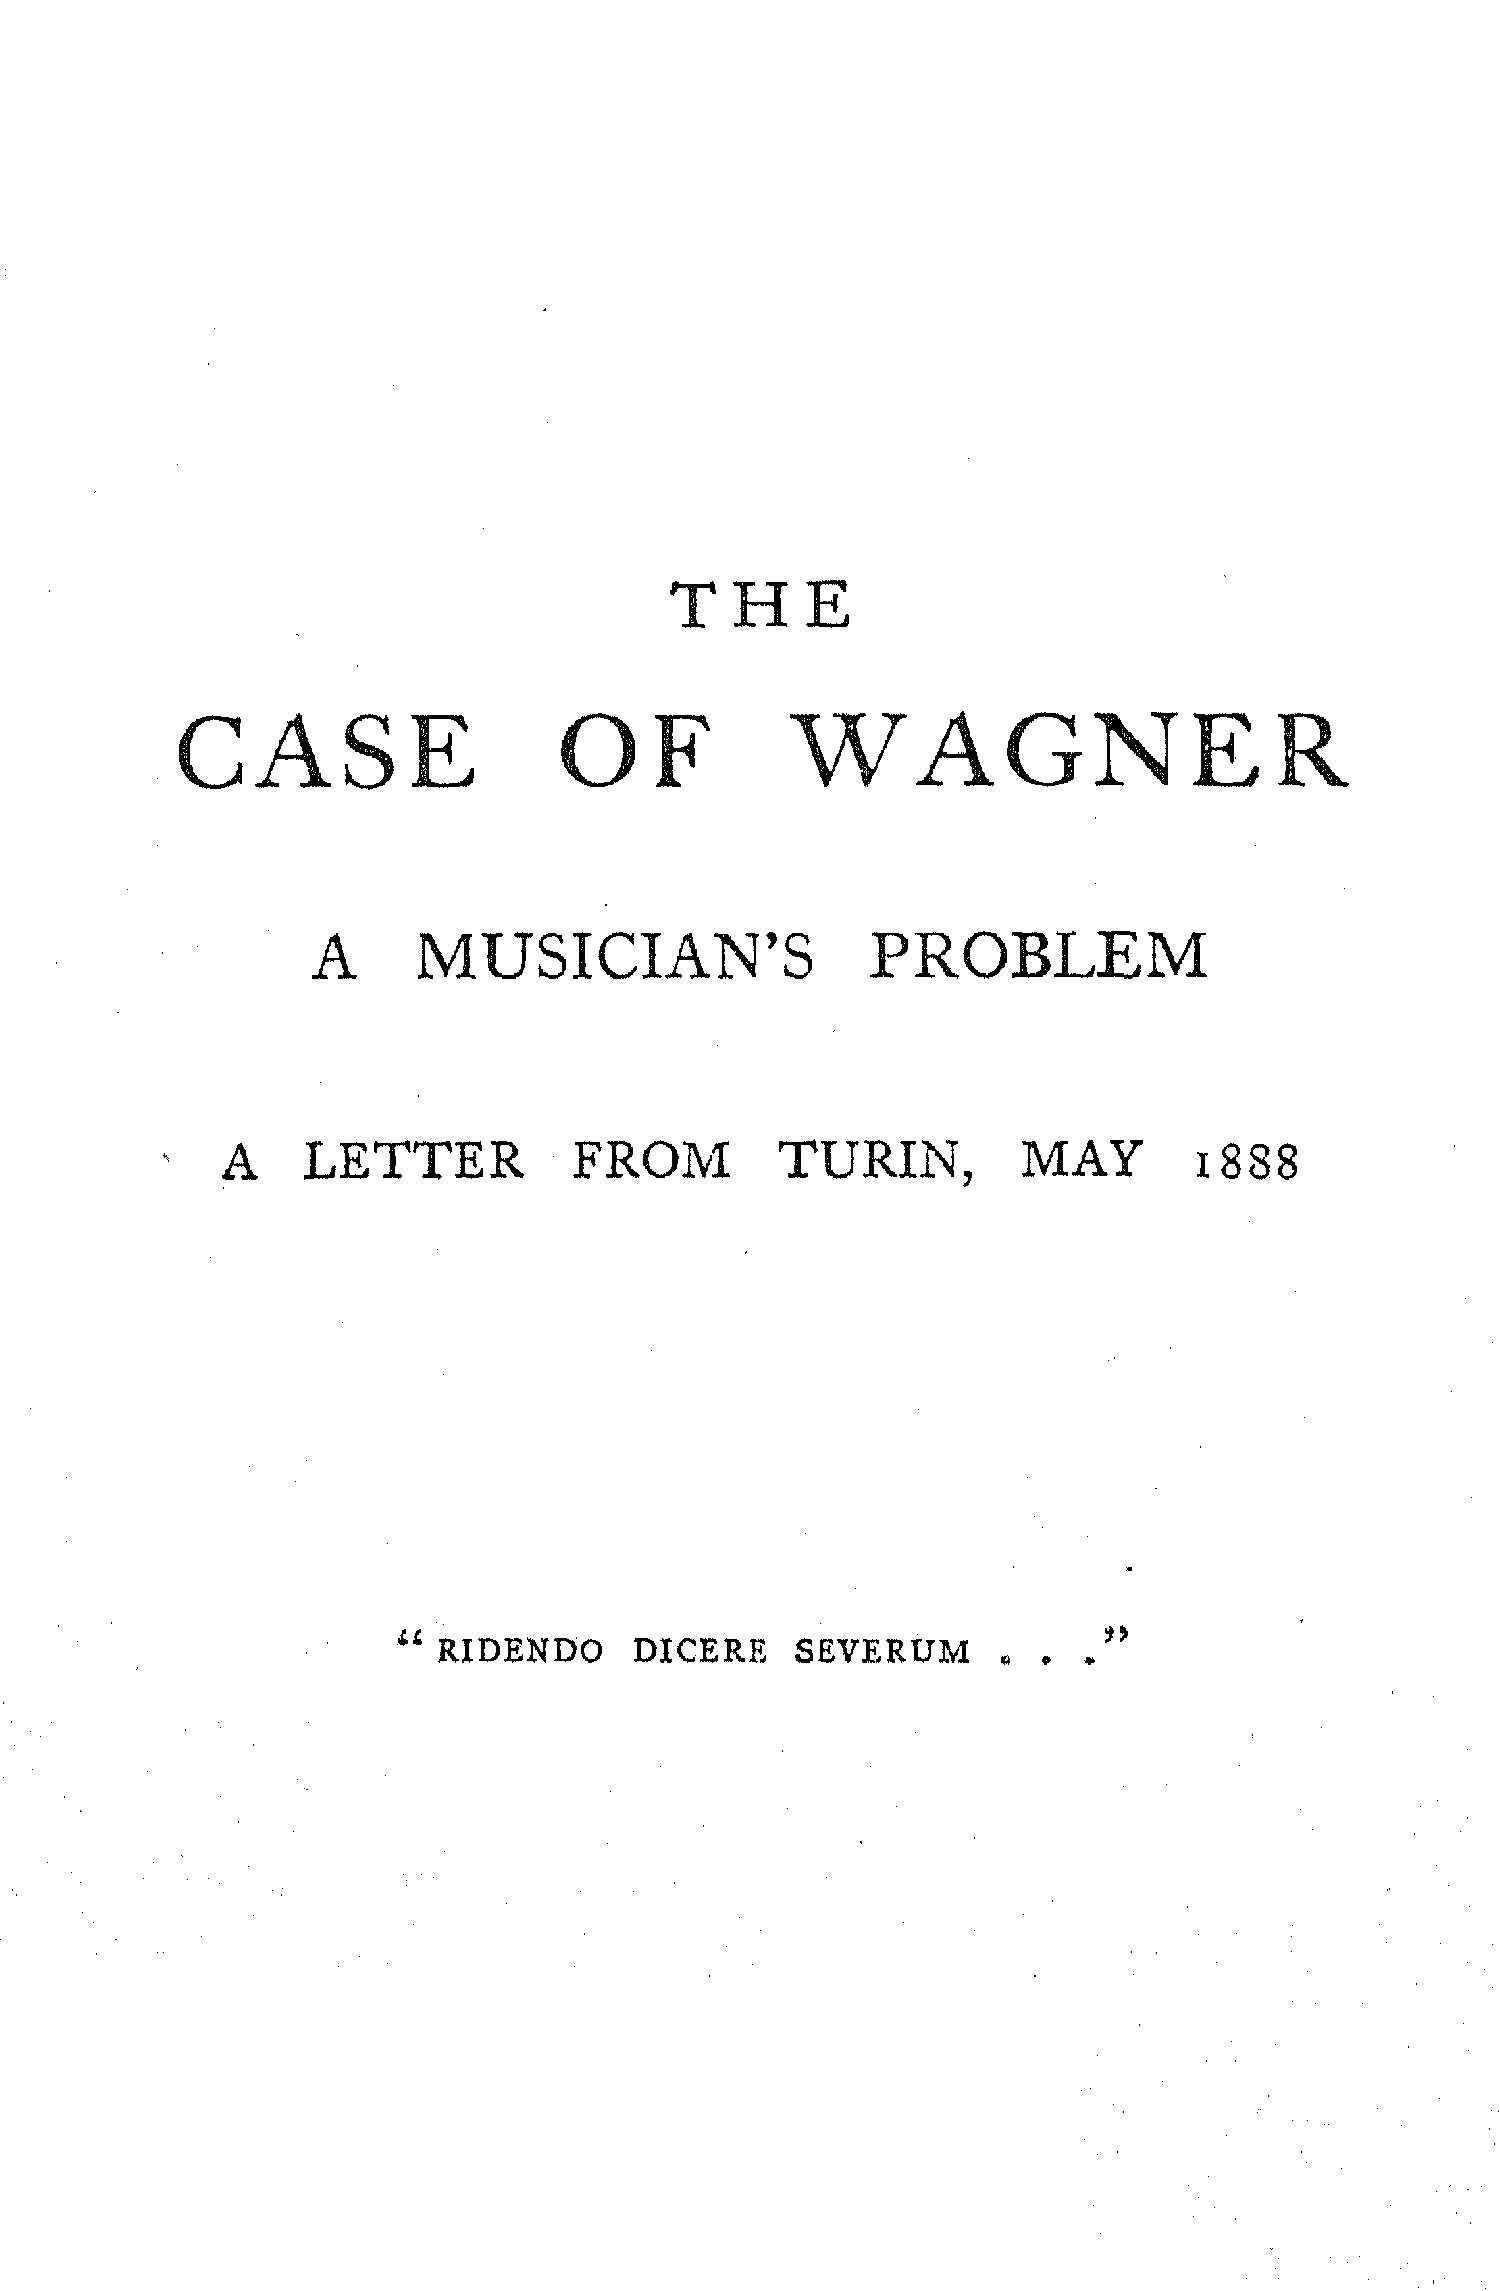 THE
CASE OF WAGNER
A MUSICIAN'S PROBLEM
A LETTER FROM TURIN, MAY 1888
“RIDENDO DICERE SEVERUM . . .”